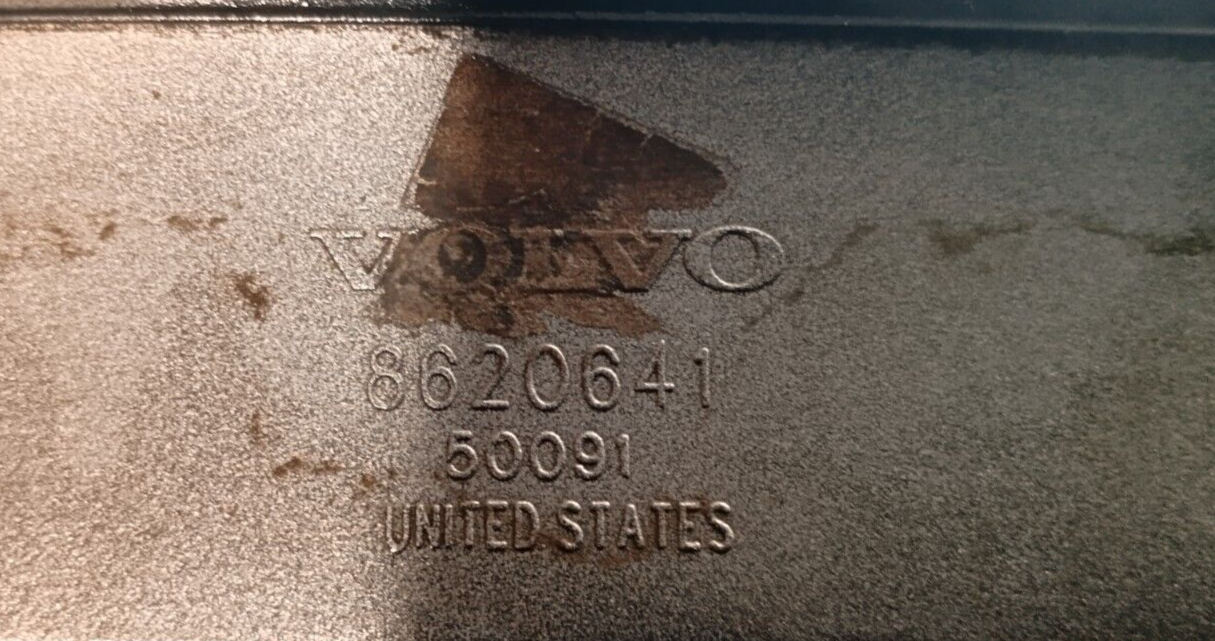 VOLVO
8620641
50091
UNITED STATES